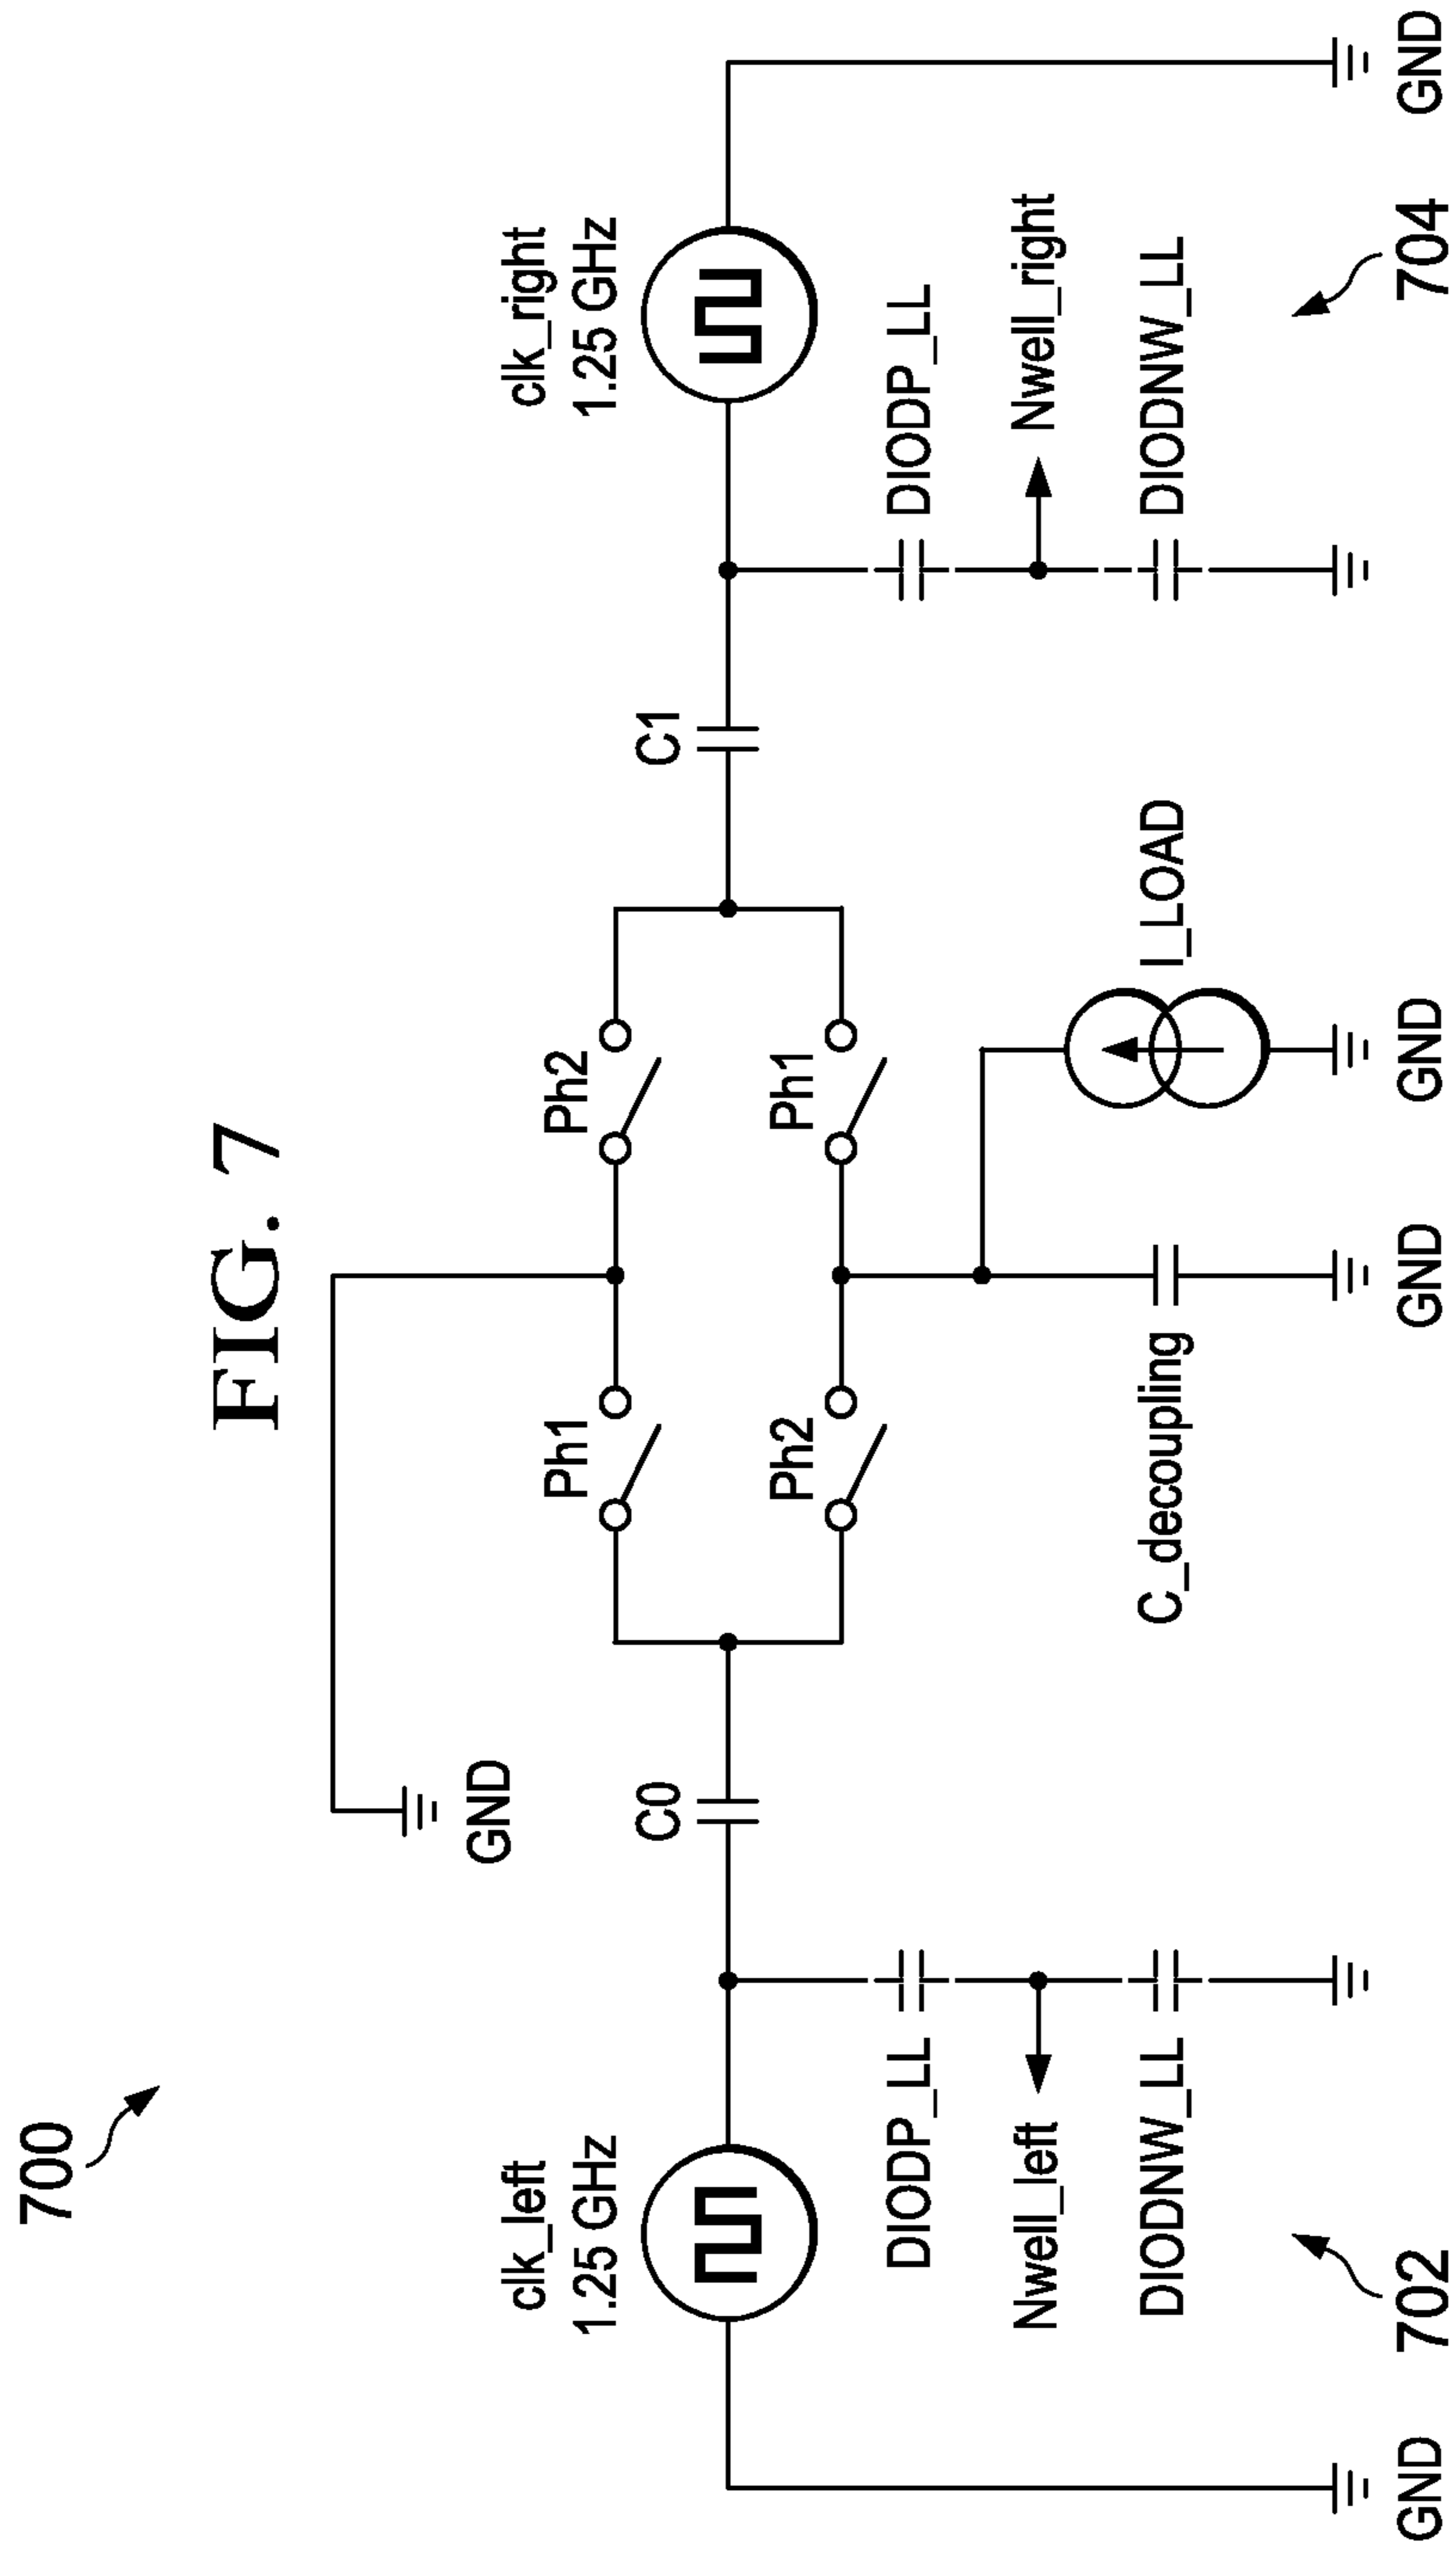 FIG. 7
700
GND
clk_left
1.25 GHz
clk_right
1.25 GHz
Ph1
Ph2
C0
C1
Ph2
Ph1
DIODP_LL
DIODP_LL
Nwell_left
Nwell_right
DIODNW_LL
C_decoupling
I_LOAD
DIODNW_LL
GND
702
GND
GND
704
GND